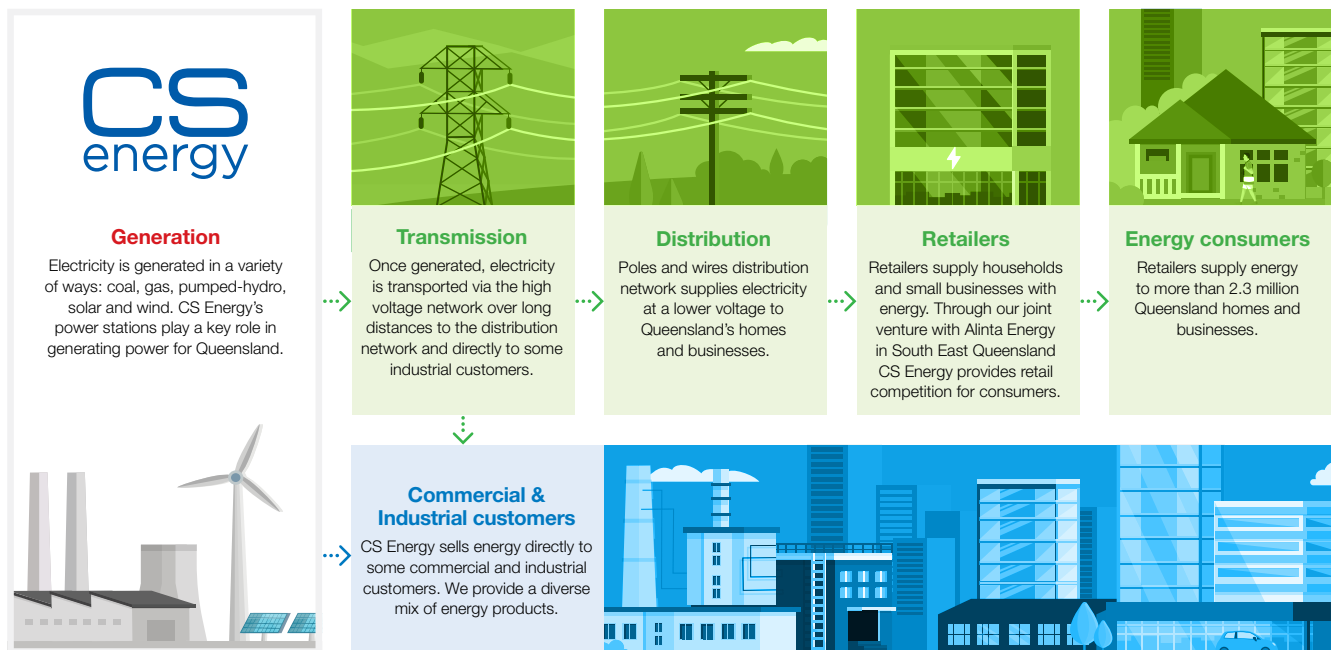 CS
energy
Generation
Electricity is generated in a variety
of ways: coal, gas, pumped-hydro,
solar and wind. CS Energy’s
power stations play a key role in
generating power for Queensland.
Transmission
Once generated, electricity
is transported via the high
voltage network over long
distances to the distribution
network and directly to some
industrial customers.
Distribution
Poles and wires distribution
network supplies electricity
at a lower voltage to
Queensland’s homes
and businesses.
Retailers
Retailers supply households
and small businesses with
energy. Through our joint
venture with Alinta Energy
in South East Queensland
CS Energy provides retail
competition for consumers.
Energy consumers
Retailers supply energy
to more than 2.3 million
Queensland homes and
businesses.
Commercial &
Industrial customers
CS Energy sells energy directly to
some commercial and industrial
customers. We provide a diverse
mix of energy products.